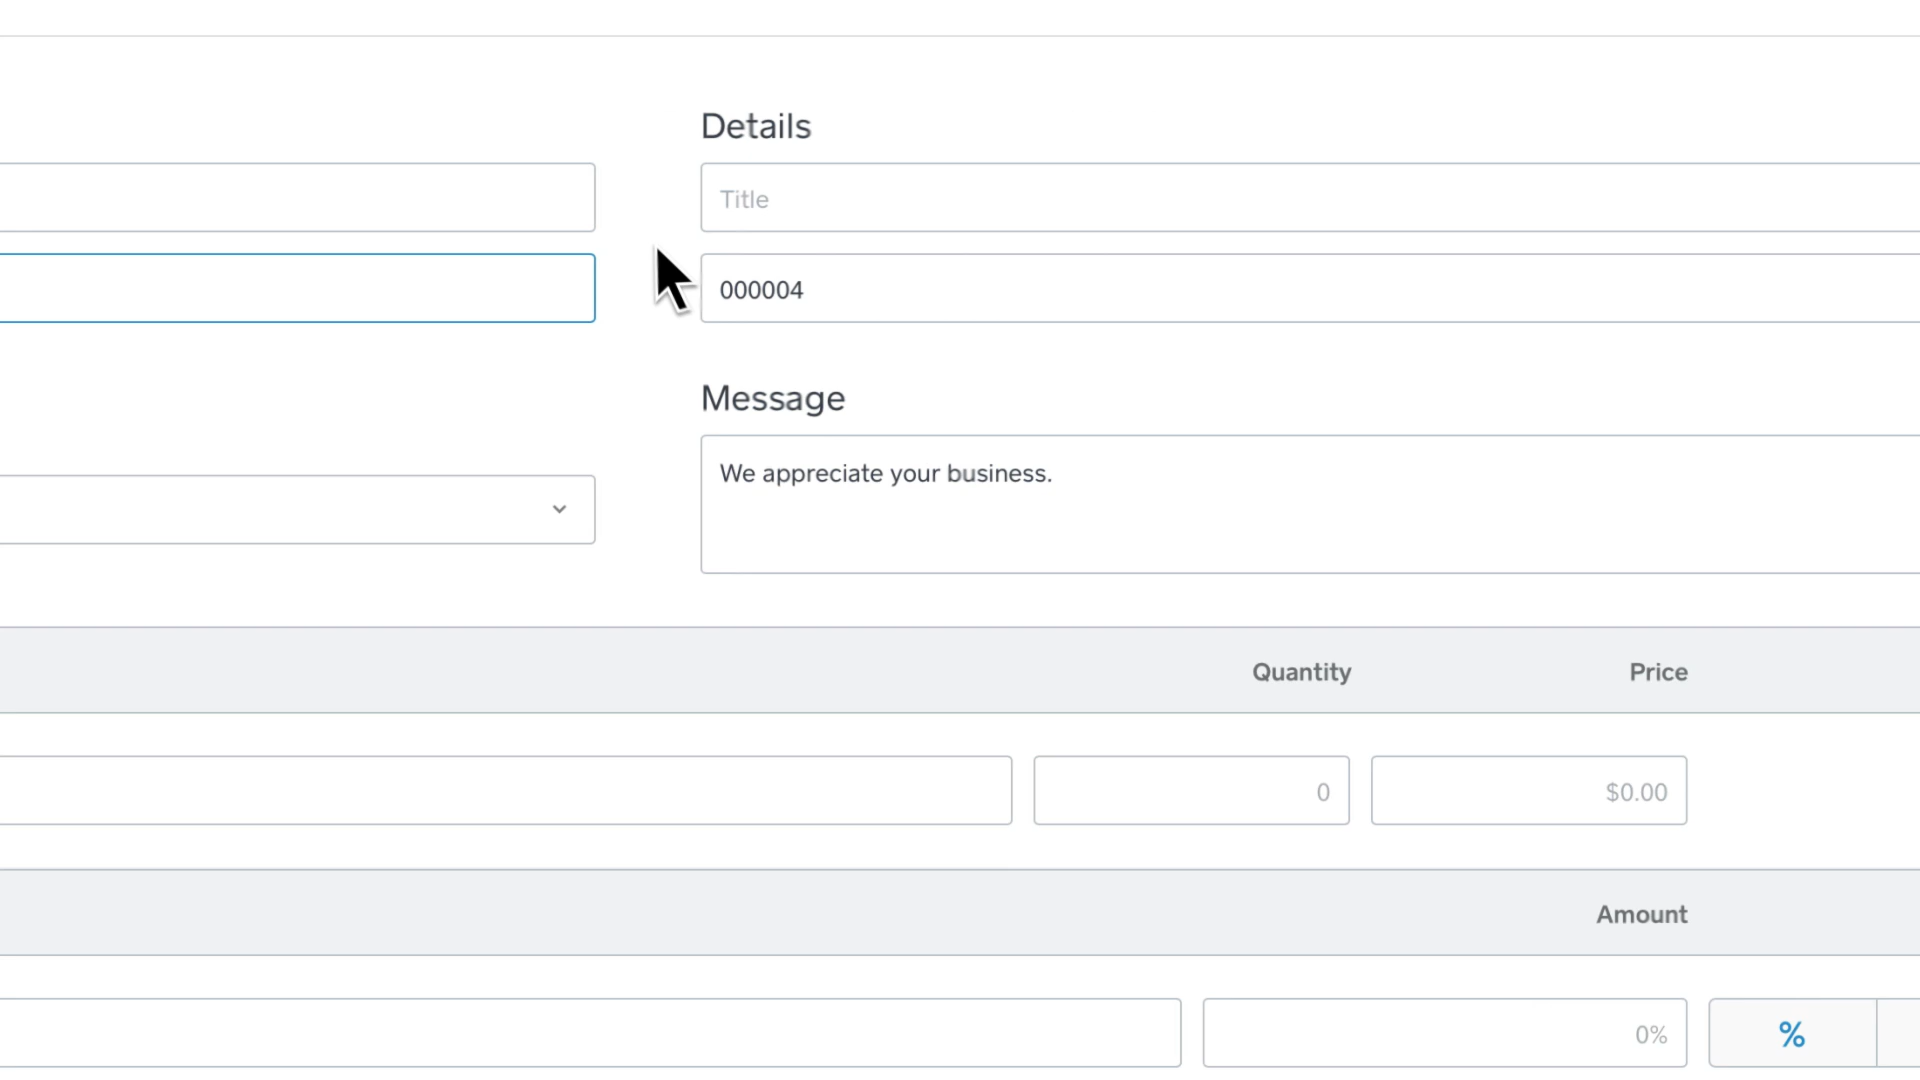 Details
Title
000004
Message
We appreciate your business.
Quantity Price
0 $0.00
Amount
0% %